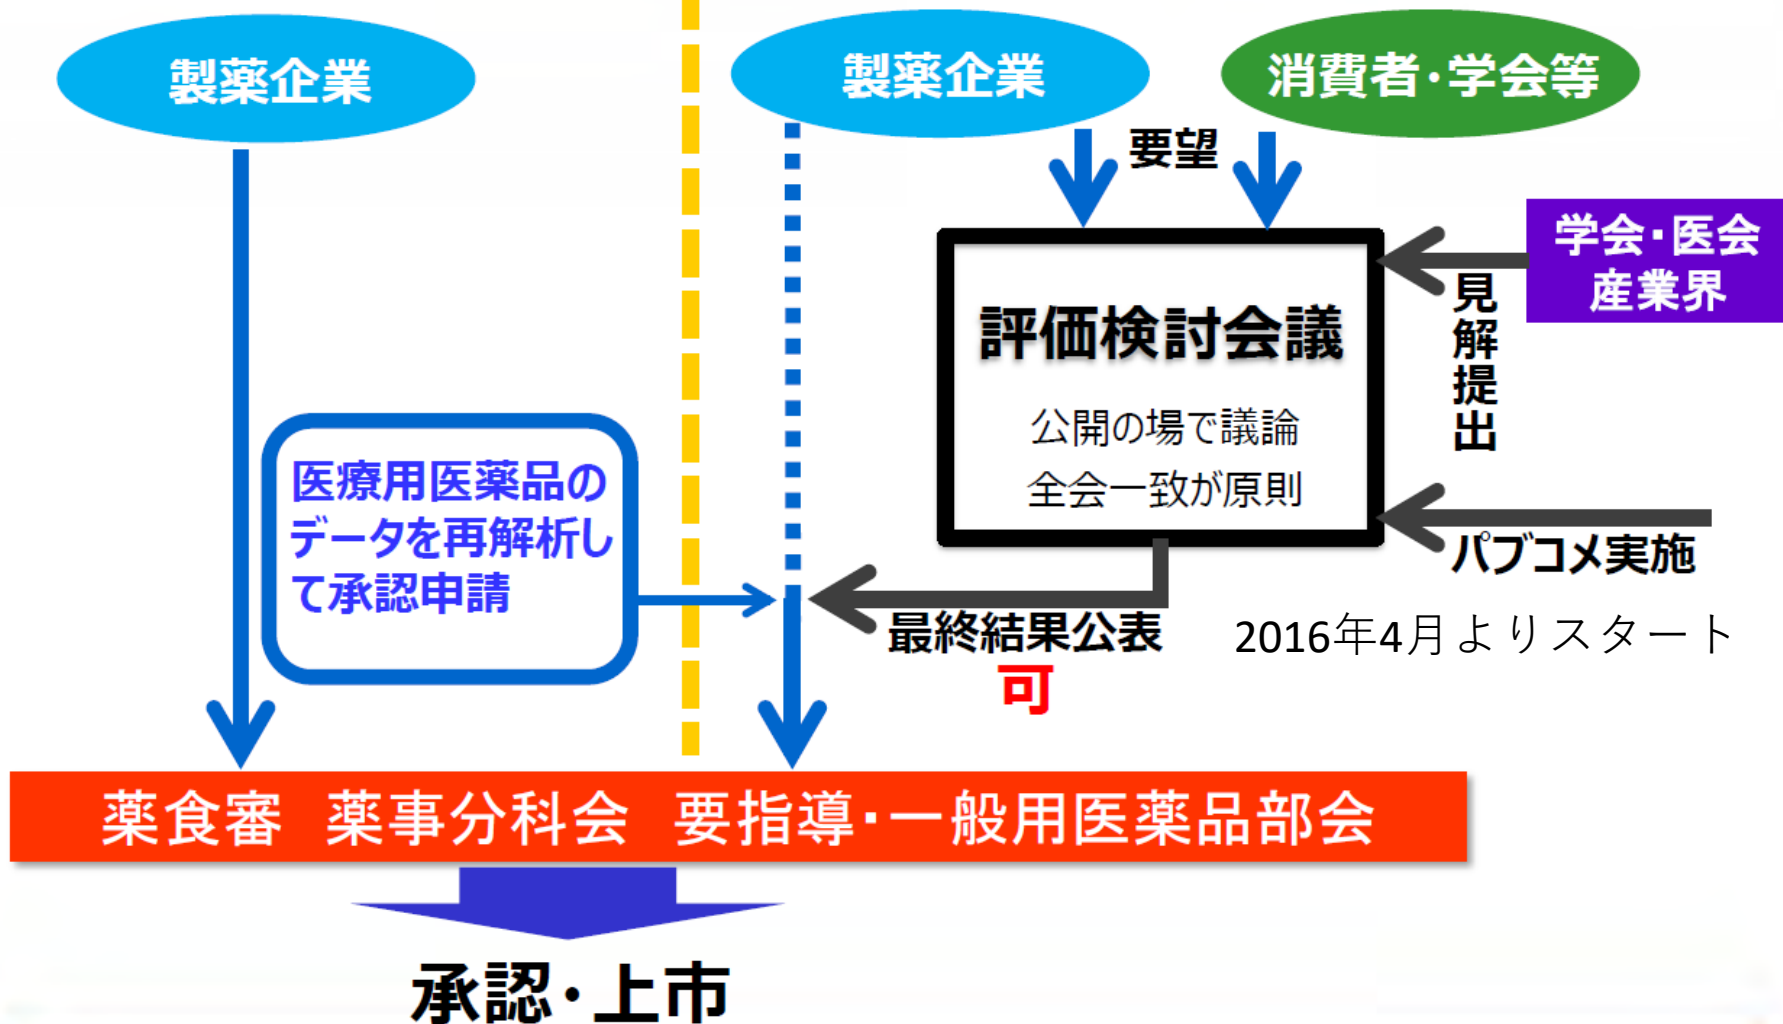 製薬企業
製薬企業
消費者・学会等
要望
学会・医会
産業界
見解提出
評価検討会議
公開の場で議論
全会一致が原則
医療用医薬品の
データを再解析し
て承認申請
パブコメ実施
最終結果公表
可
2016年4月よりスタート
薬食審 薬事分科会 要指導・一般用医薬品部会
承認・上市